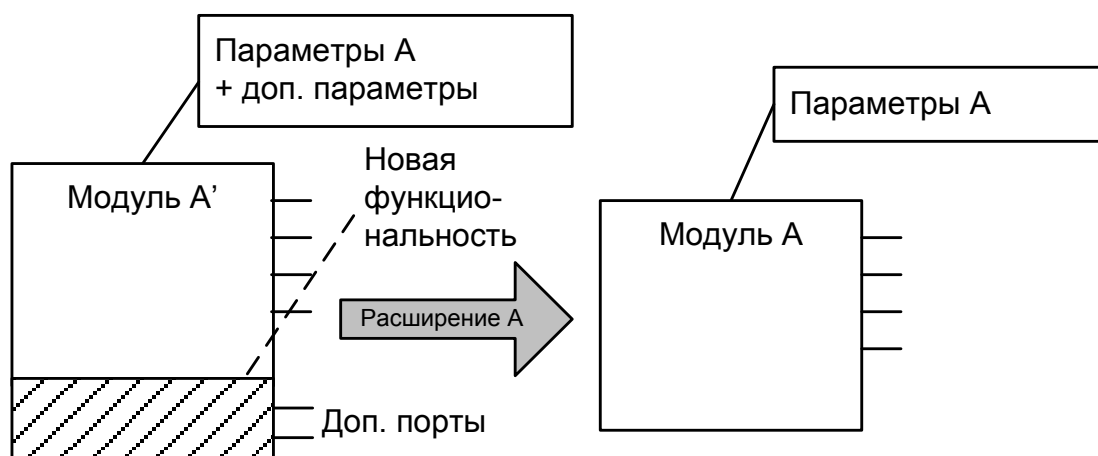 Параметры А
+ доп. параметры
Параметры А
Новая
функцио-
нальность
Модуль А’
Модуль А
Расширение А
Доп. порты